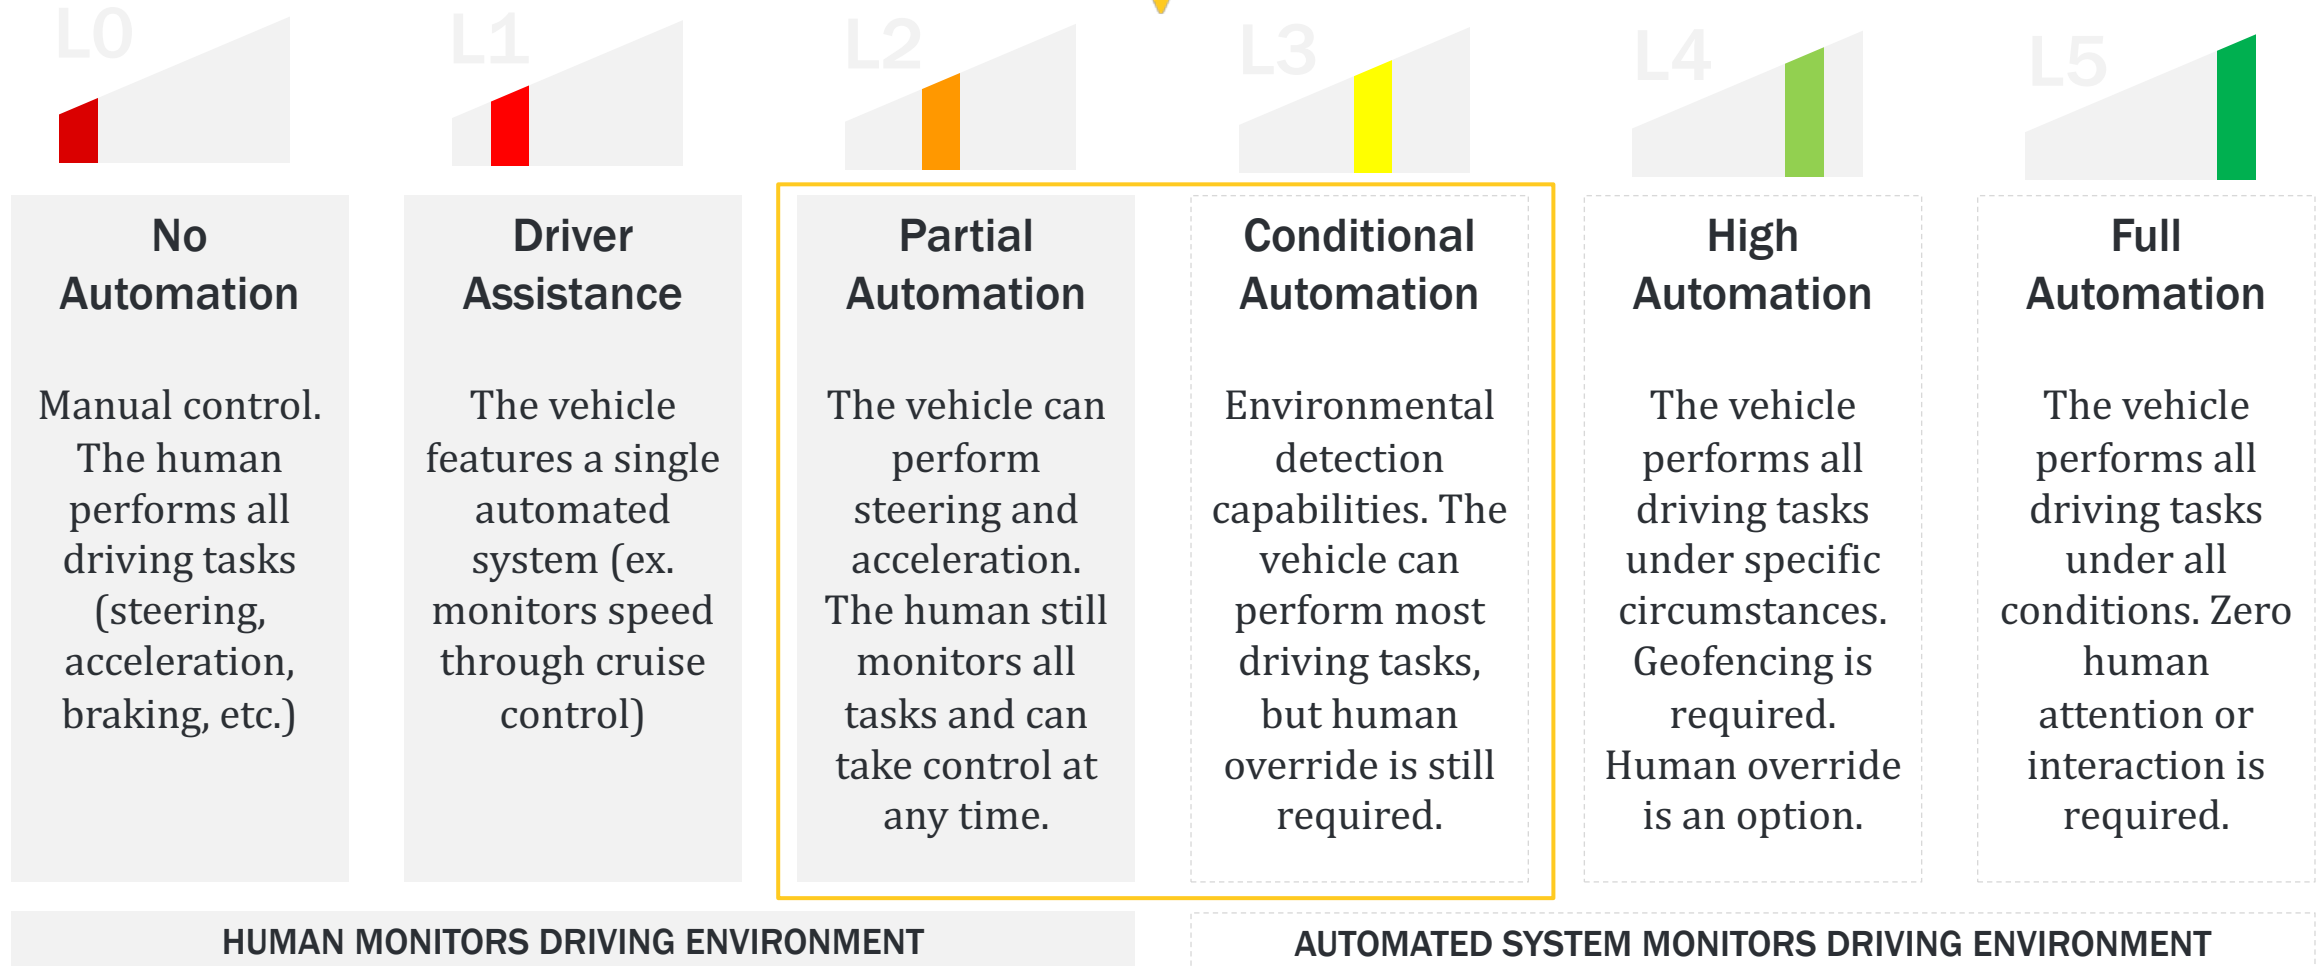 L0
L1
L2
L3
L4
L5
No
Automation
Manual control.
The human
performs all
driving tasks
(steering,
acceleration,
braking, etc.)
Driver
Assistance
The vehicle
features a single
automated
system (ex.
monitors speed
through cruise
control)
Partial
Automation
The vehicle can
perform
steering and
acceleration.
The human still
monitors all
tasks and can
take control at
any time.
Conditional
Automation
Environmental
detection
capabilities. The
vehicle can
perform most
driving tasks,
but human
override is still
required.
High
Automation
The vehicle
performs all
driving tasks
under specific
circumstances.
Geofencing is
required.
Human override
is an option.
Full
Automation
The vehicle
performs all
driving tasks
under all
conditions. Zero
human
attention or
interaction is
required.
HUMAN MONITORS DRIVING ENVIRONMENT
AUTOMATED SYSTEM MONITORS DRIVING ENVIRONMENT